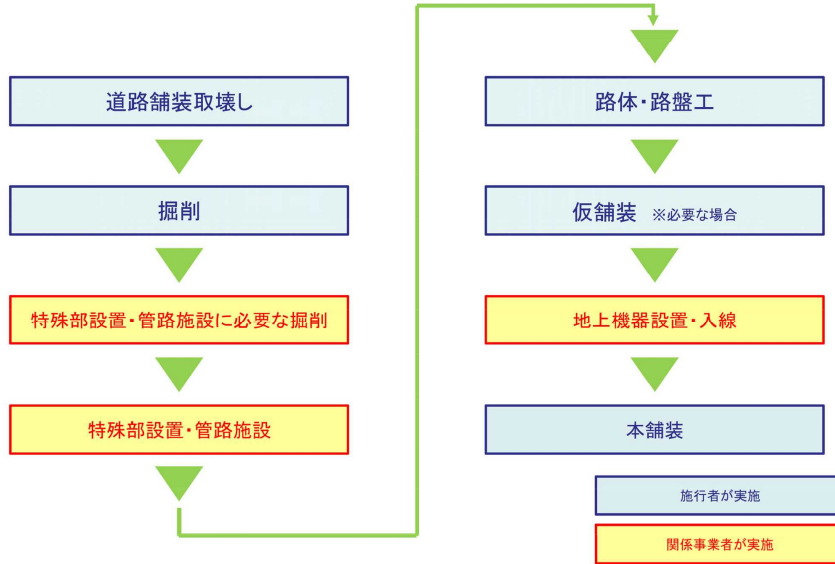 道路舗装取壊し
掘削
特殊部設置・管路施設に必要な掘削
特殊部設置・管路施設
路体・路盤工
仮舗装 ※必要な場合
地上機器設置・入線
本舗装
施行者が実施
関係事業者が実施